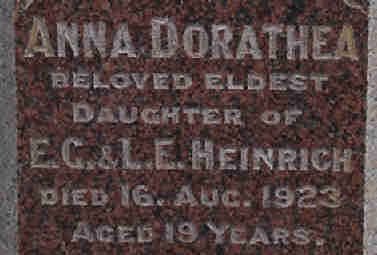 ANNA DORATHEA
BELOVED ELDEST
DAUGHTER OF
E.C. & L.E. HEINRICH
DIED 16. AUG. 1923
AGED 19 YEARS.